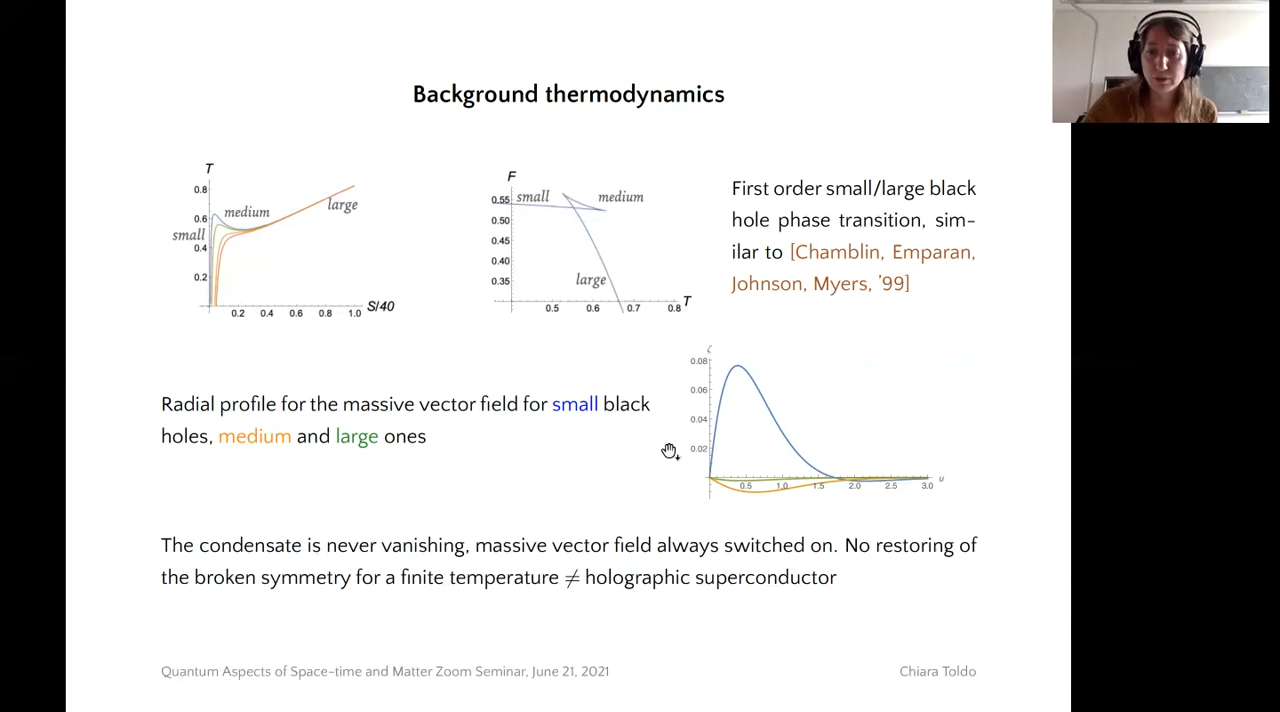 Background thermodynamics
T
0.8
0.6
0.4
0.2
small
medium
large
0.2 0.4 0.6 0.8 1.0 S/40
F
0.55
0.50
0.45
0.40
0.35
small
medium
large
0.5 0.6 0.7 0.8 T
First order small/large black
hole phase transition, sim-
ilar to [Chamblin, Emparan,
Johnson, Myers, ’99]
Radial profile for the massive vector field for small black
holes, medium and large ones
ζ
0.08
0.06
0.04
0.02
0.5 1.0 1.5 2.0 2.5 3.0 u
The condensate is never vanishing, massive vector field always switched on. No restoring of
the broken symmetry for a finite temperature ≠ holographic superconductor
Quantum Aspects of Space-time and Matter Zoom Seminar, June 21, 2021
Chiara Toldo